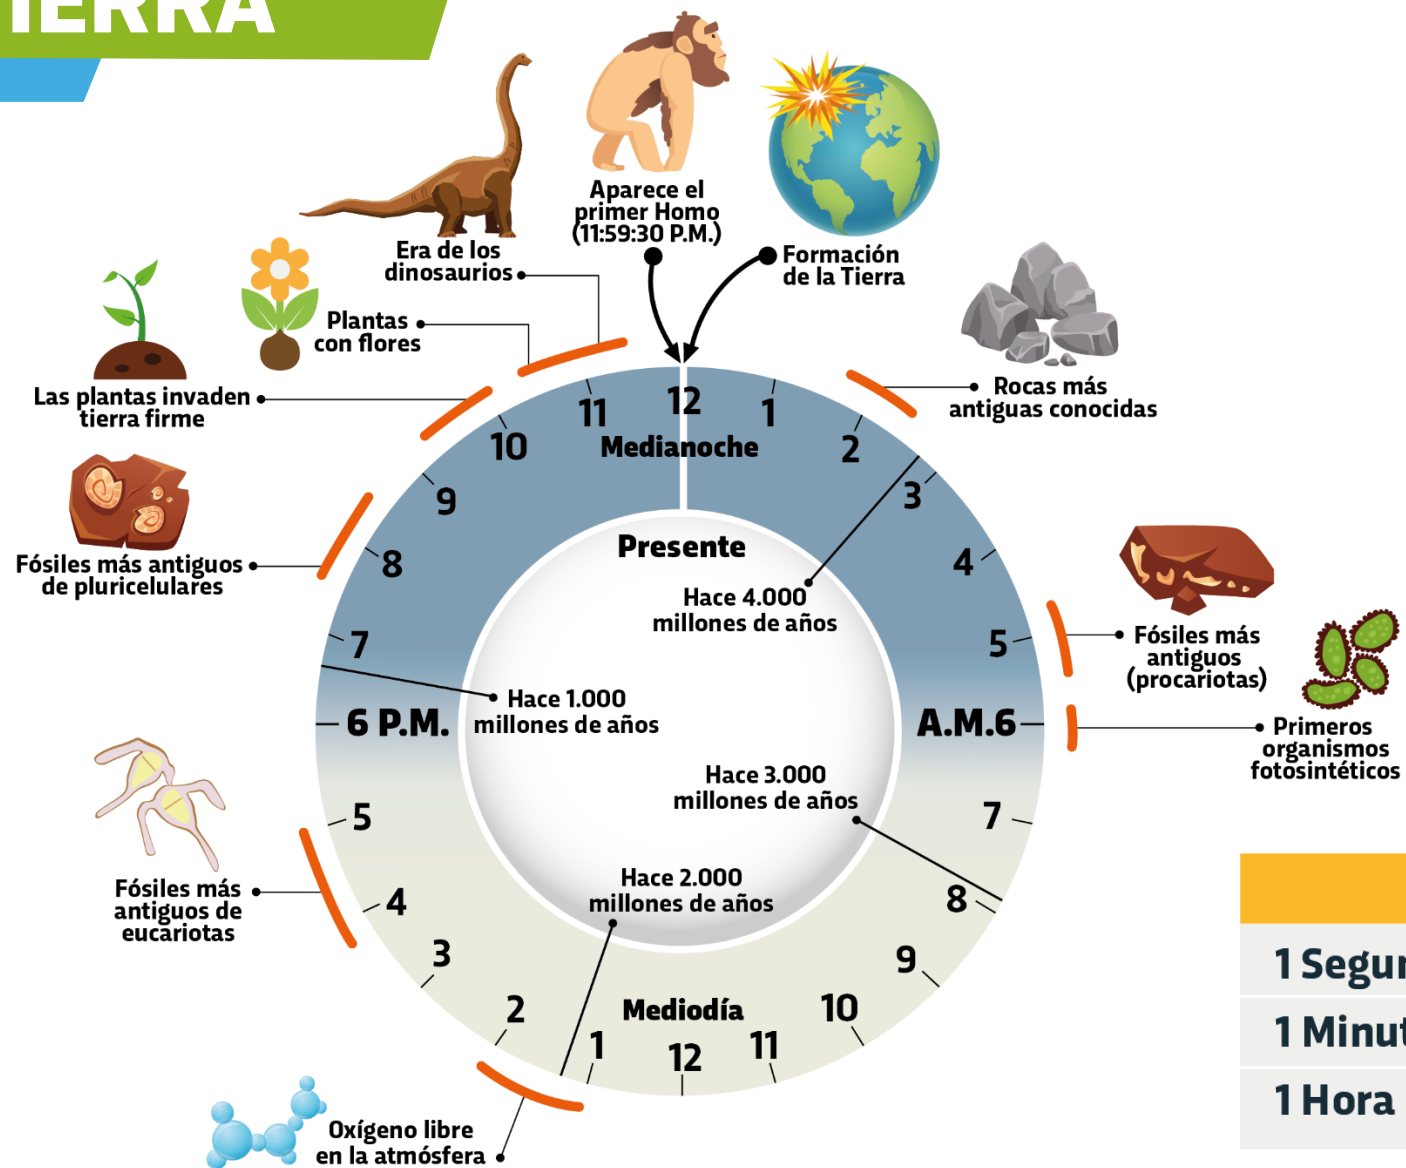 TIERRA
Aparece el
primer Homo
(11:59:30 P.M.)
Formación
de la Tierra
Era de los
dinosaurios
Plantas
con flores
Las plantas invaden
tierra firme
Rocas más
antiguas conocidas
Fósiles más antiguos
de pluricelulares
Fósiles más
antiguos
(procariotas)
Primeros
organismos
fotosintéticos
Fósiles más
antiguos de
eucariotas
Oxígeno libre
en la atmósfera
12
1
2
3
4
5
A.M.6
7
8
9
10
11
12
1
2
3
4
5
6 P.M.
7
8
9
10
11
Medianoche
Presente
Hace 4.000
millones de años
Hace 1.000
millones de años
Hace 3.000
millones de años
Hace 2.000
millones de años
Mediodía
1
1
1 Hora